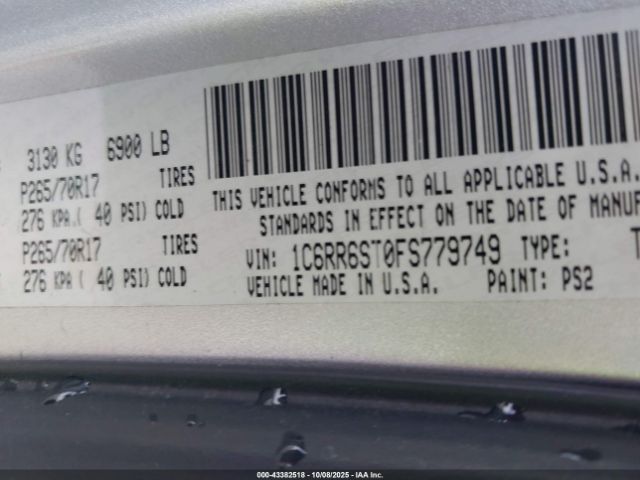 3130 KG 6900 LB
P265/70R17 TIRES
276 KPA.( 40 PSI) COLD
P265/70R17 TIRES
276 KPA.( 40 PSI) COLD
THIS VEHICLE CONFORMS TO ALL APPLICABLE U.S.A.
STANDARDS IN EFFECT ON THE DATE OF MANUF
VIN: 1C6RR6ST0FS779749 TYPE: T
VEHICLE MADE IN U.S.A. PAINT: PS2
000-43382518 - 10/08/2025 - IAA Inc.